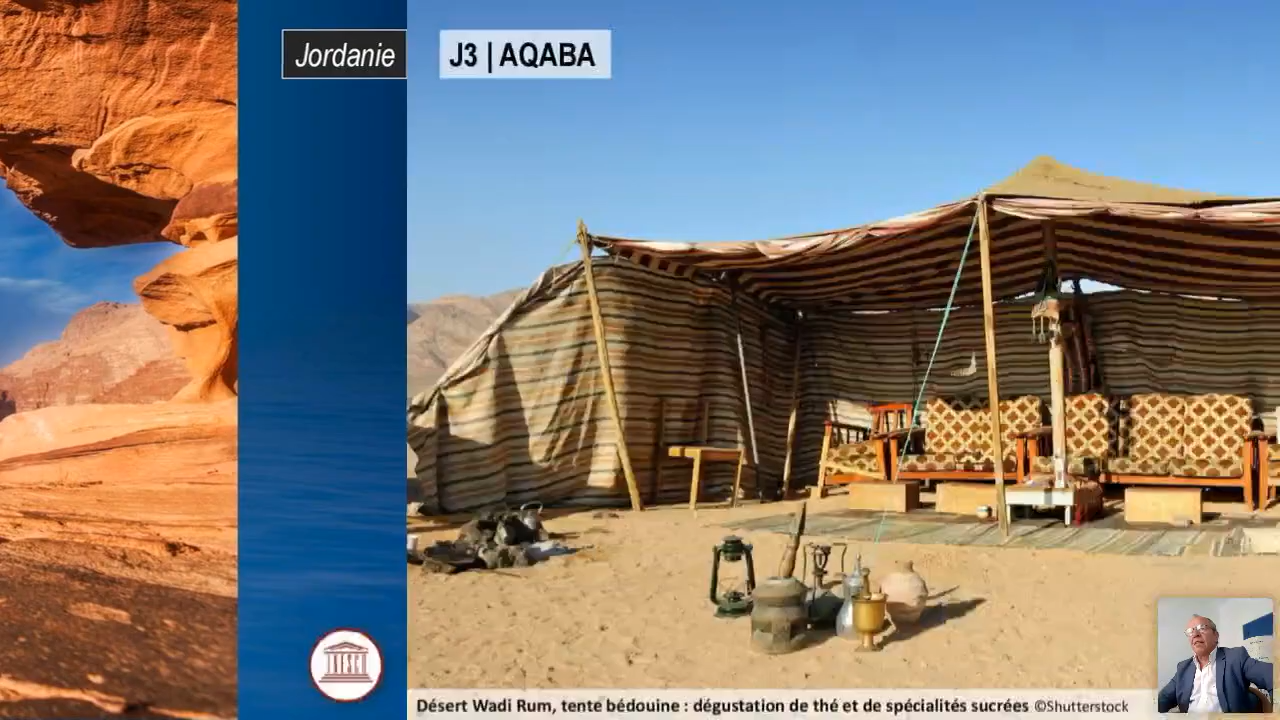 Jordanie
J3 | AQABA
Désert Wadi Rum, tente bédouine : dégustation de thé et de spécialités sucrées ©Shutterstock